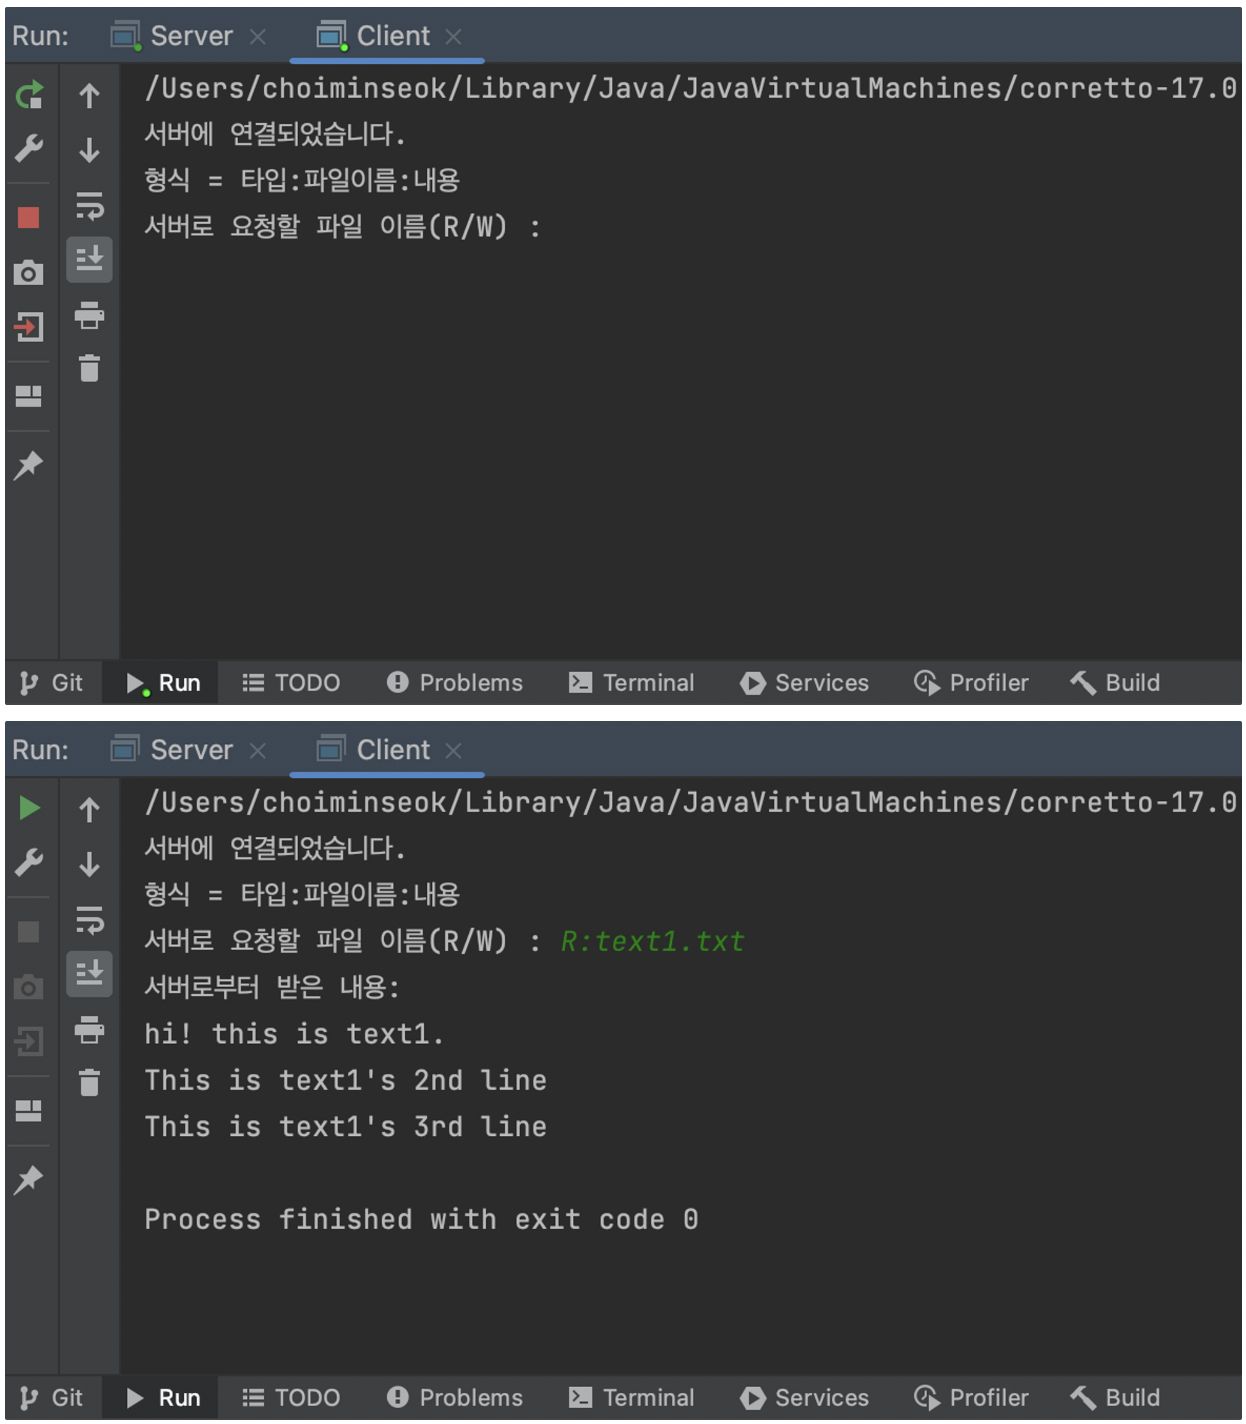 Run: Server × Client ×
/Users/choiminseok/Library/Java/JavaVirtualMachines/corretto-17.0
서버에 연결되었습니다.
형식 = 타입:파일이름:내용
서버로 요청할 파일 이름(R/W) :
Git Run TODO Problems Terminal Services Profiler Build
Run: Server × Client ×
/Users/choiminseok/Library/Java/JavaVirtualMachines/corretto-17.0
서버에 연결되었습니다.
형식 = 타입:파일이름:내용
서버로 요청할 파일 이름(R/W) : R:text1.txt
서버로부터 받은 내용:
hi! this is text1.
This is text1's 2nd line
This is text1's 3rd line
Process finished with exit code 0
Git Run TODO Problems Terminal Services Profiler Build